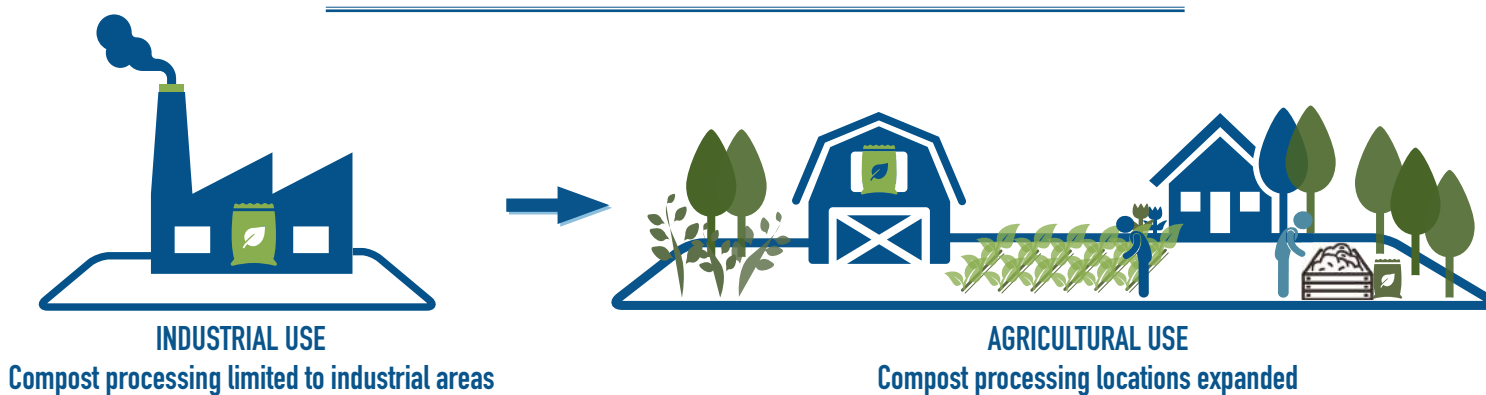 INDUSTRIAL USE
Compost processing limited to industrial areas
AGRICULTURAL USE
Compost processing locations expanded